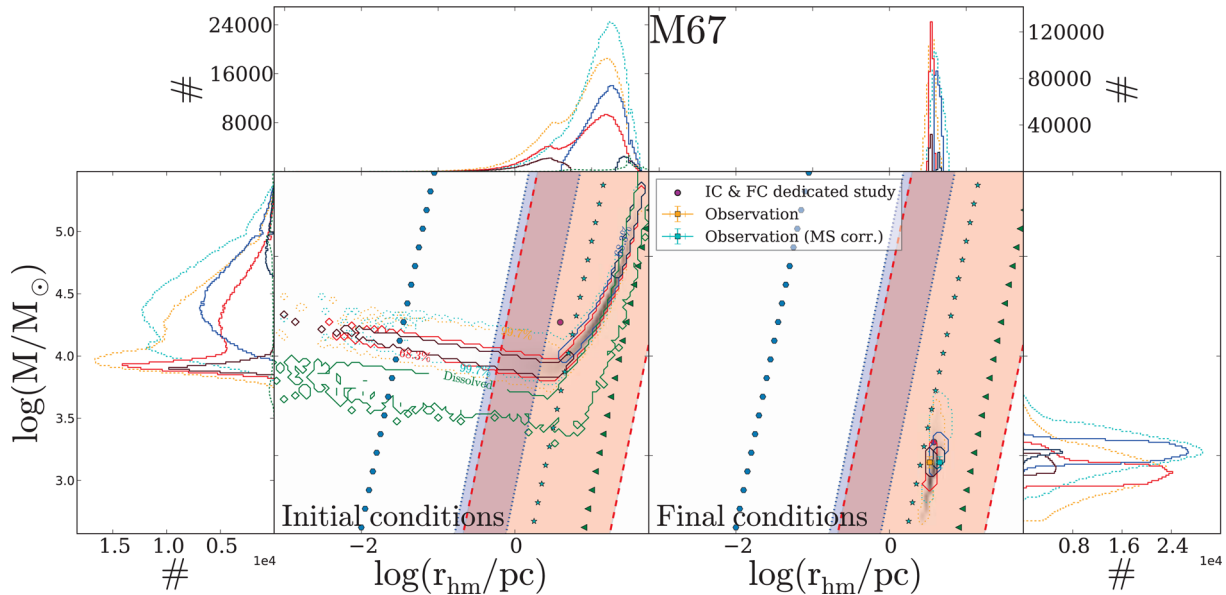 M67
24000
16000
8000
#
120000
80000
40000
#
IC & FC dedicated study
Observation
Observation (MS corr.)
log(M/M☉)
5.0
4.5
4.0
3.5
3.0
99.7%
68.3%
Dissolved
Initial conditions
Final conditions
1.5 1.0 0.5
1e4
#
−2 0
log(r_hm/pc)
−2 0
log(r_hm/pc)
0.8 1.6 2.4
1e4
#